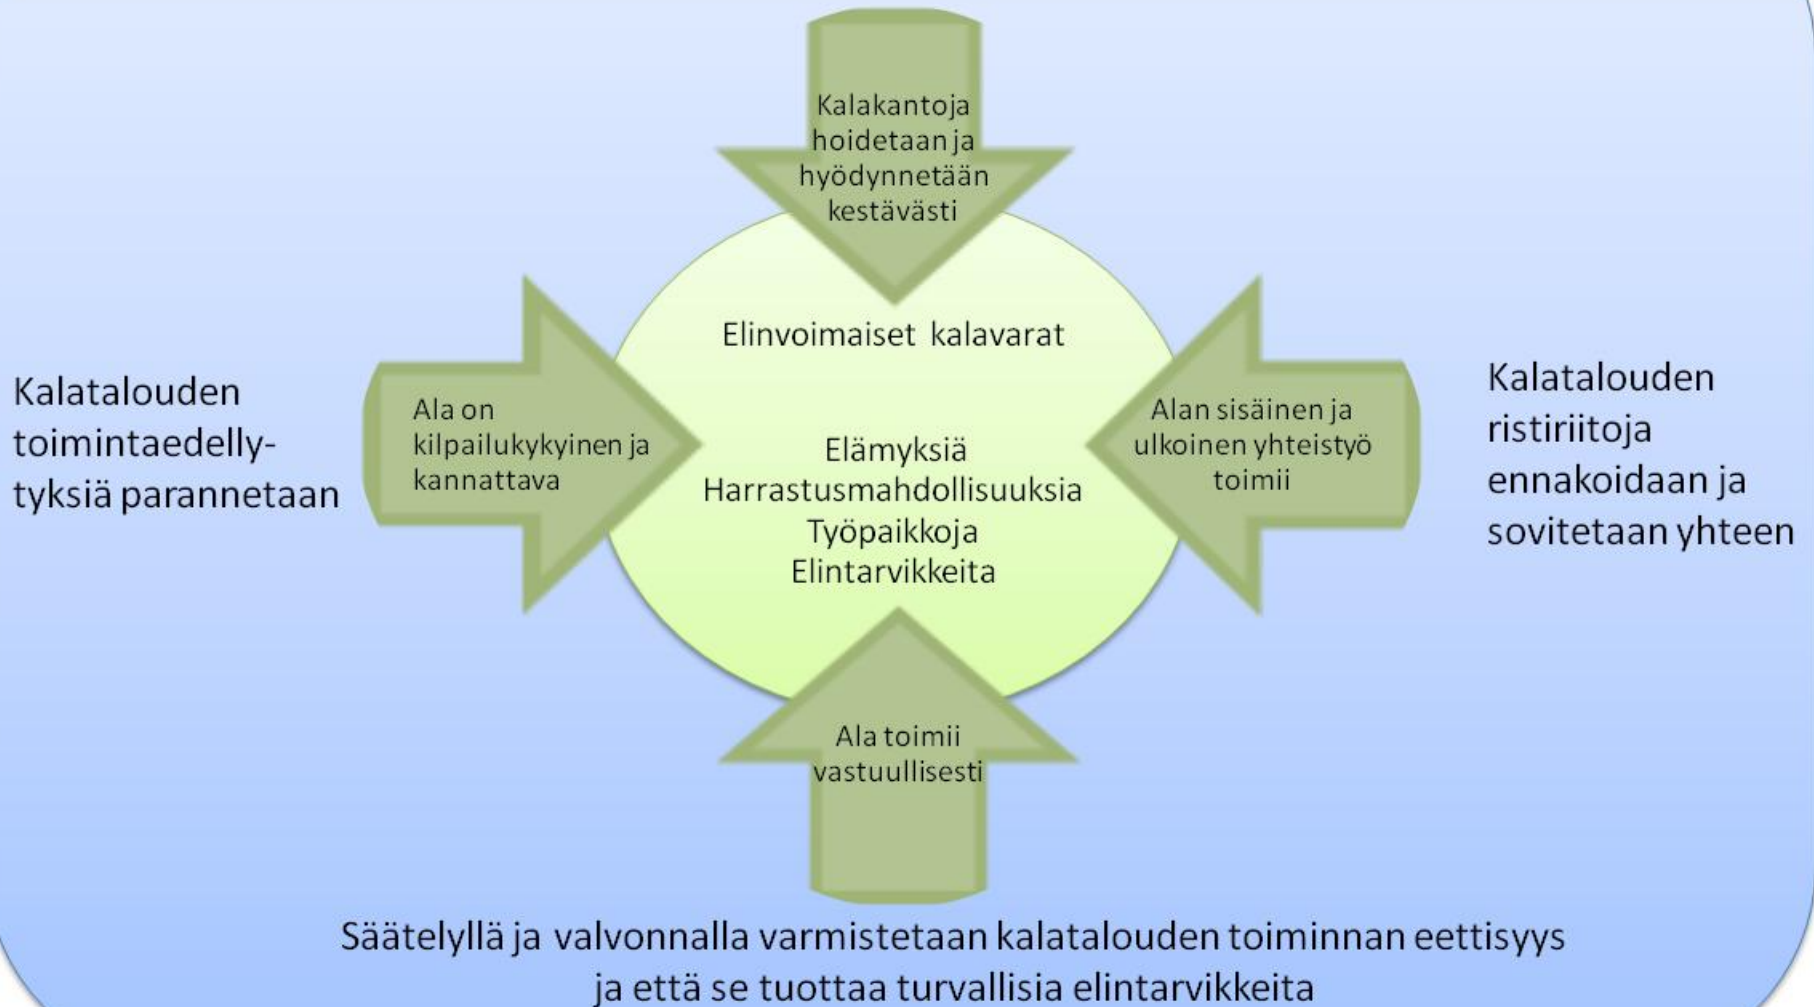 Kalakantoja
hoidetaan ja
hyödynnetään
kestävästi
Kalatalouden
toimintaedelly-
tyksiä parannetaan
Ala on
kilpailukykyinen ja
kannattava
Elinvoimaiset kalavarat
Elämyksiä
Harrastusmahdollisuuksia
Työpaikkoja
Elintarvikkeita
Alan sisäinen ja
ulkoinen yhteistyö
toimii
Kalatalouden
ristiriitoja
ennakoidaan ja
sovitetaan yhteen
Ala toimii
vastuullisesti
Säätelyllä ja valvonnalla varmistetaan kalatalouden toiminnan eettisyys
ja että se tuottaa turvallisia elintarvikkeita